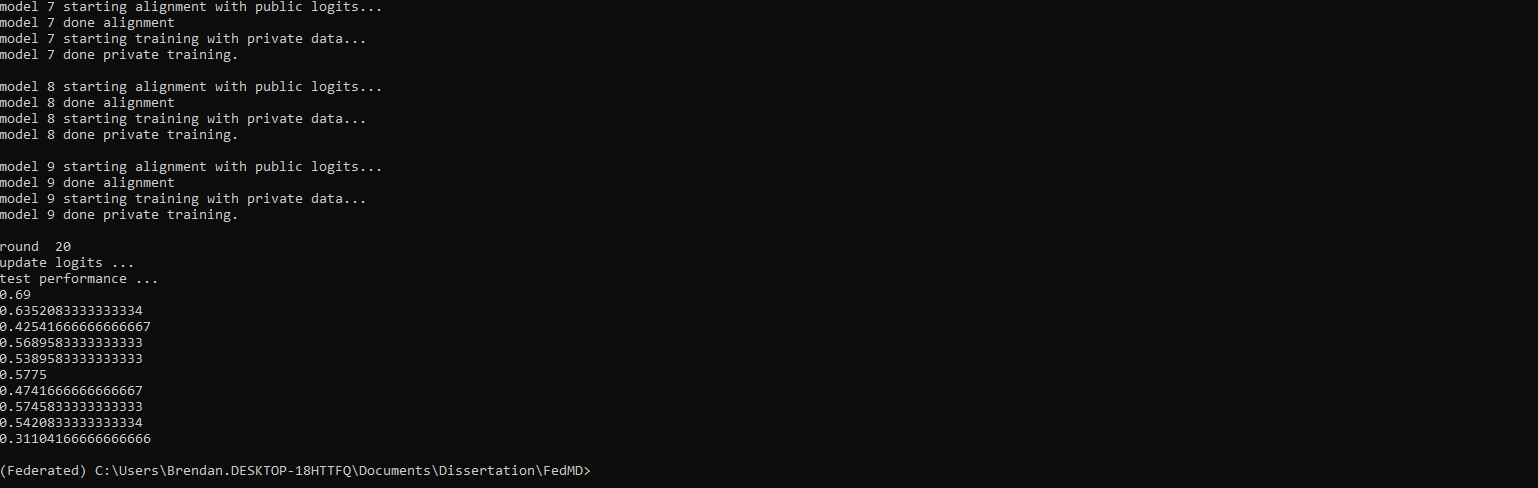 model 7 starting alignment with public logits...
model 7 done alignment
model 7 starting training with private data...
model 7 done private training.
model 8 starting alignment with public logits...
model 8 done alignment
model 8 starting training with private data...
model 8 done private training.
model 9 starting alignment with public logits...
model 9 done alignment
model 9 starting training with private data...
model 9 done private training.
round  20
update logits ...
test performance ...
0.69
0.6352083333333334
0.42541666666666667
0.5689583333333333
0.5389583333333333
0.5775
0.4741666666666667
0.5745833333333333
0.5420833333333334
0.31104166666666666
(Federated) C:\Users\Brendan.DESKTOP-18HTTFQ\Documents\Dissertation\FedMD>